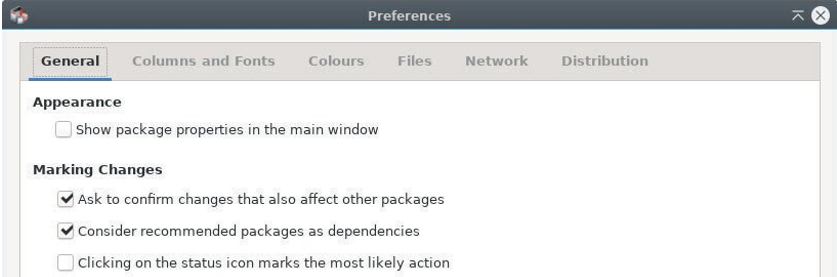 Preferences
General Columns and Fonts Colours Files Network Distribution
Appearance
Show package properties in the main window
Marking Changes
Ask to confirm changes that also affect other packages
Consider recommended packages as dependencies
Clicking on the status icon marks the most likely action